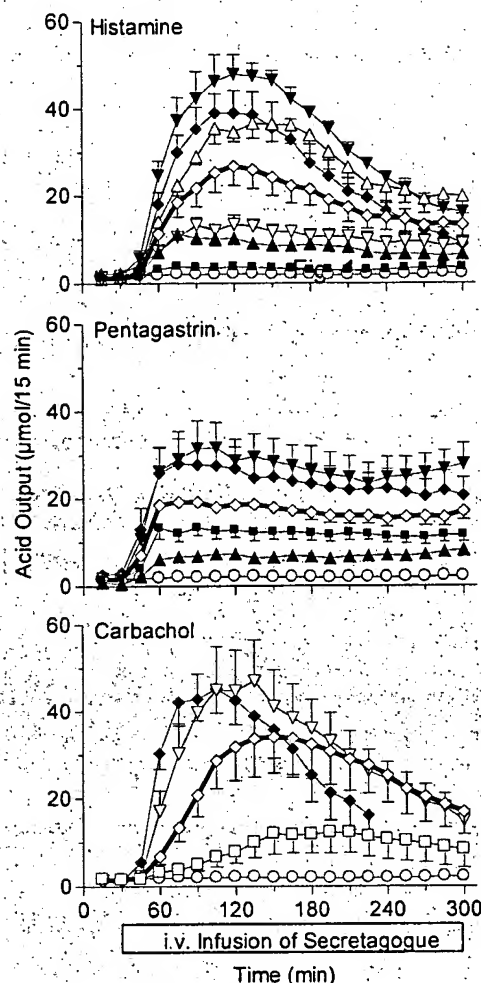 60
Histamine
40
20
0
60
Pentagastrin
40
20
0
60
Carbachol
40
20
0
Acid Output (µmol/15 min)
0 60 120 180 240 300
i.v. Infusion of Secretagogue
Time (min)